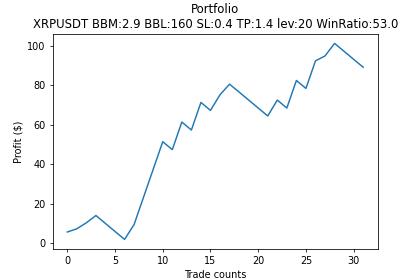 Portfolio
XRPUSDT BBM:2.9 BBL:160 SL:0.4 TP:1.4 lev:20 WinRatio:53.0
100
80
60
40
20
0
Profit ($)
0 5 10 15 20 25 30
Trade counts